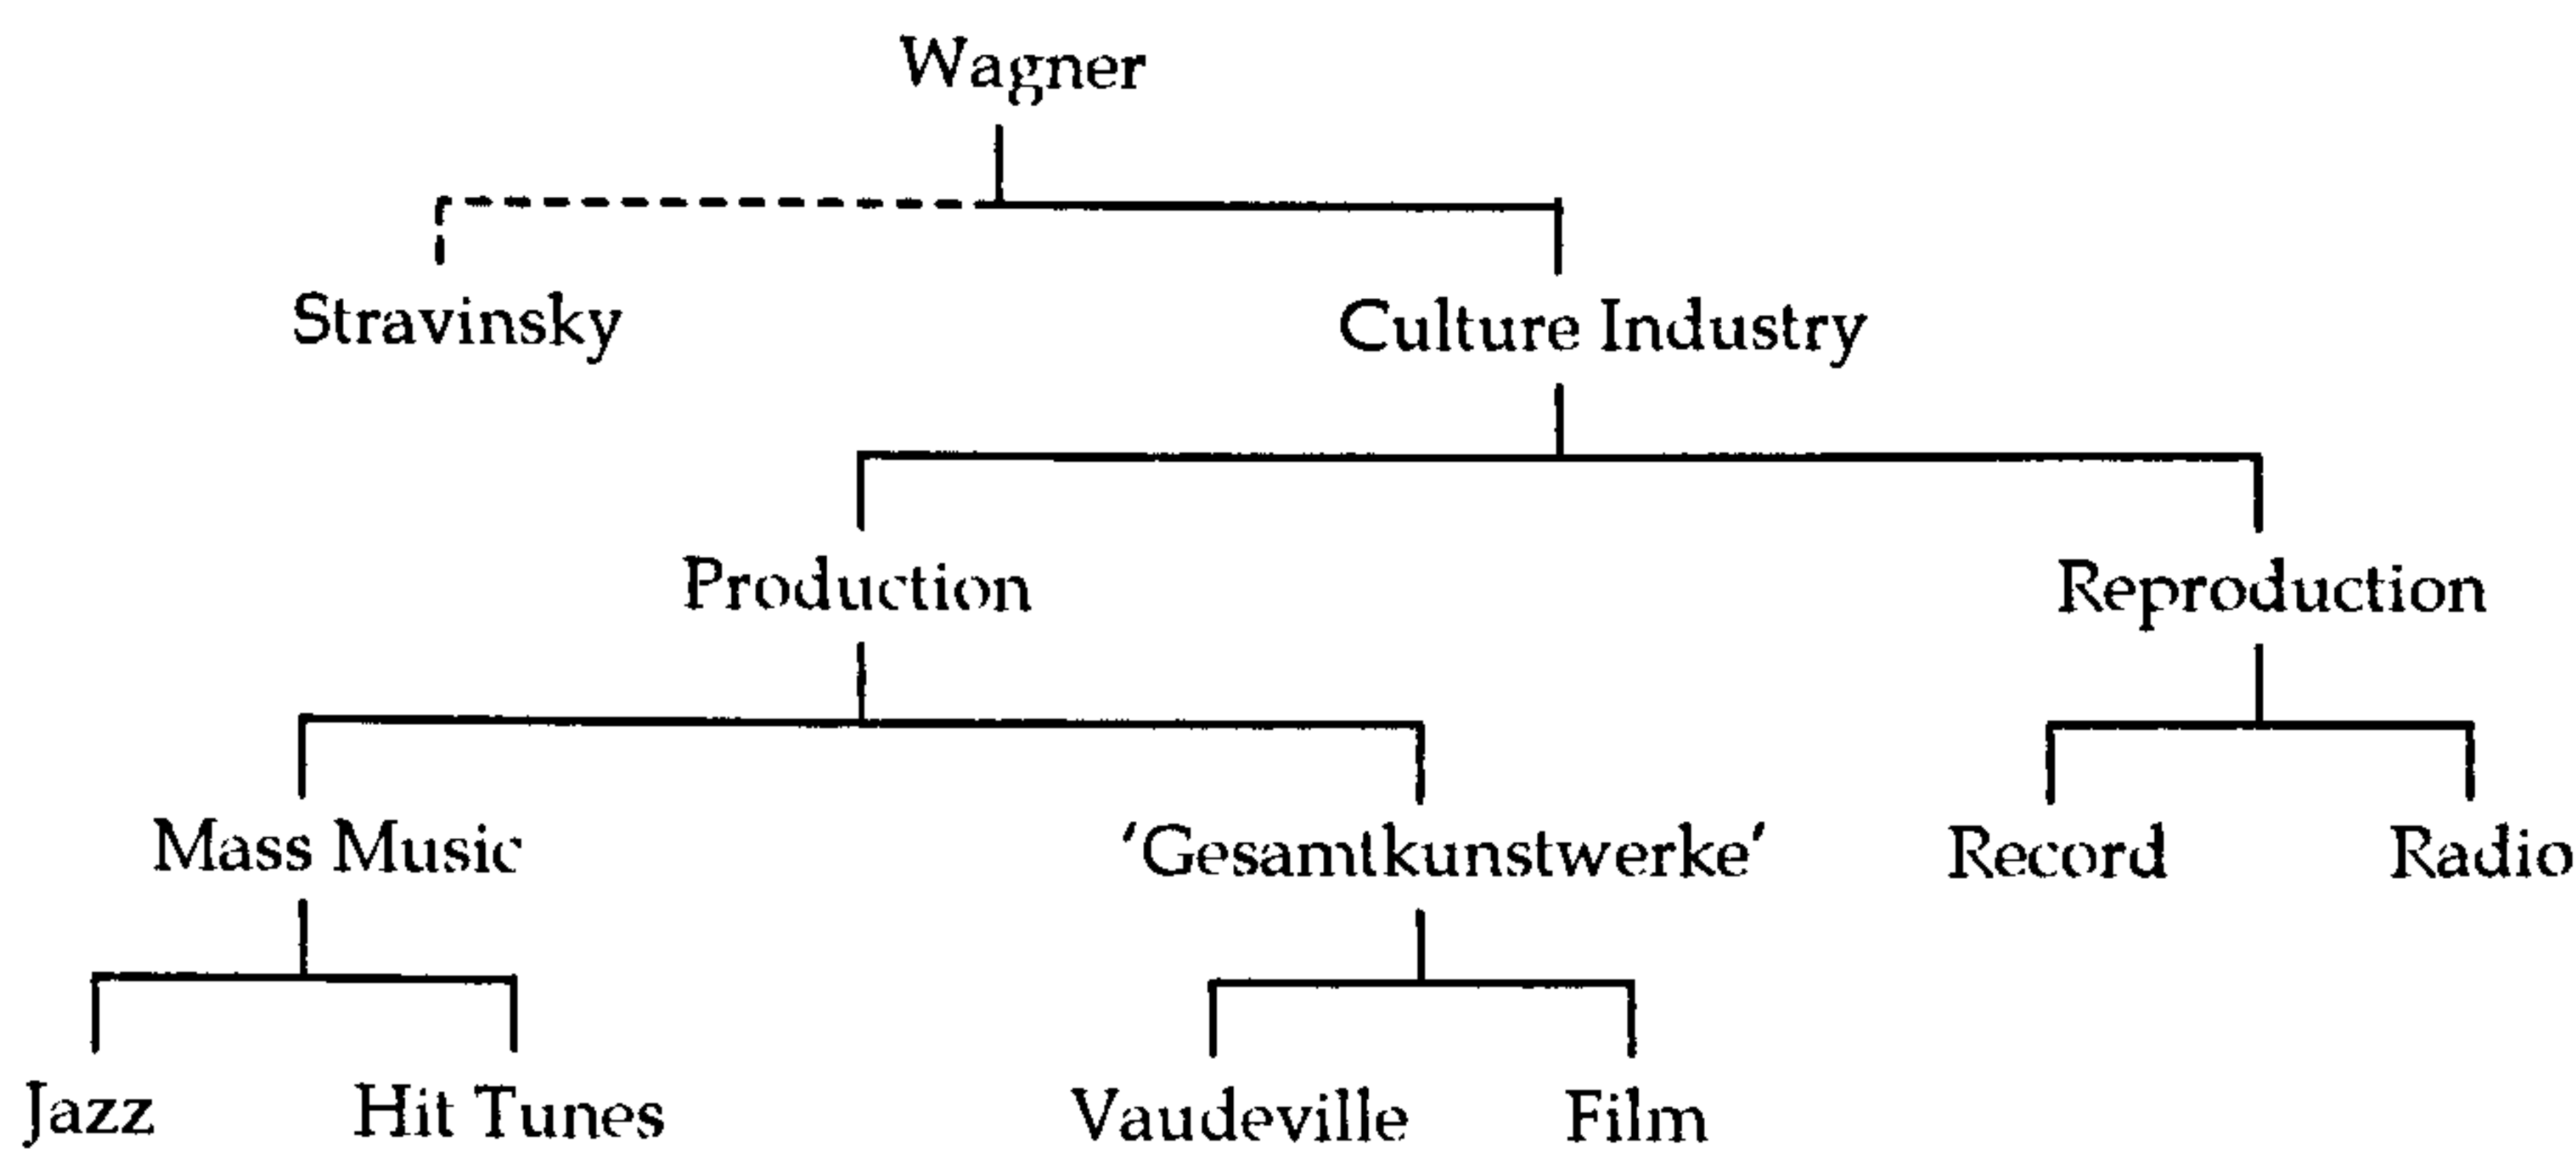 Wagner
Stravinsky
Culture Industry
Production
Reproduction
Mass Music
'Gesamtkunstwerke'
Record
Radio
Jazz
Hit Tunes
Vaudeville
Film